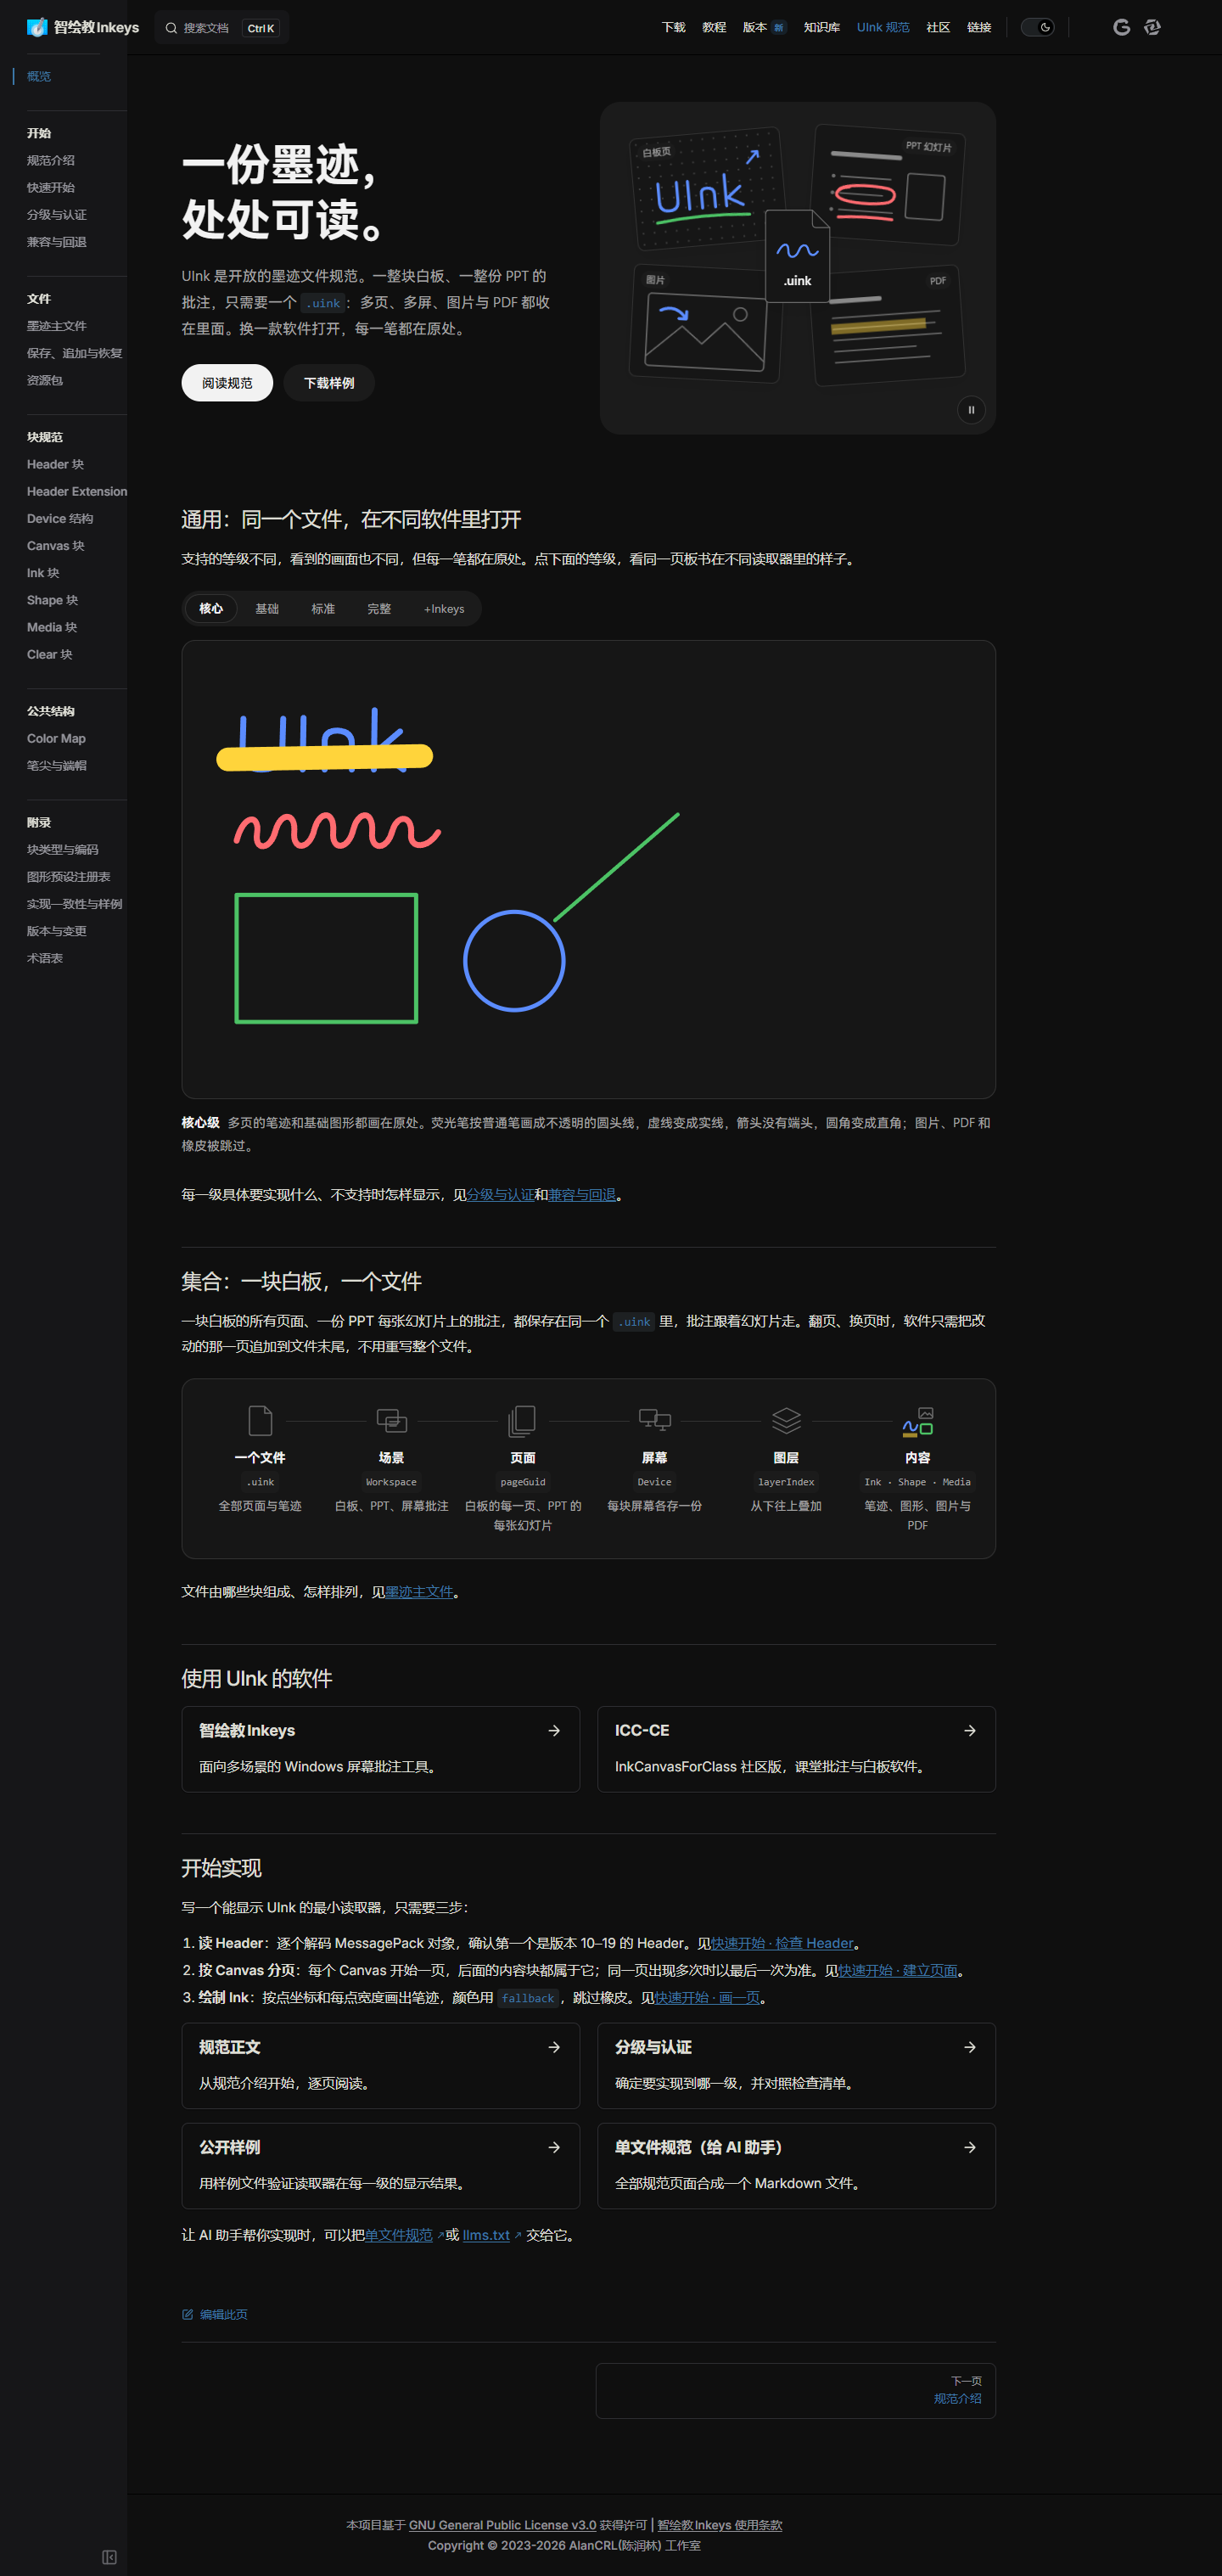 智绘教Inkeys
搜索文档 Ctrl K
下载 教程 版本 新 知识库 UInk 规范 社区 链接
概览
开始
规范介绍
快速开始
分级与认证
兼容与回退
文件
墨迹主文件
保存、追加与恢复
资源包
块规范
Header 块
Header Extension
Device 结构
Canvas 块
Ink 块
Shape 块
Media 块
Clear 块
公共结构
Color Map
笔尖与端帽
附录
块类型与编码
图形预设注册表
实现一致性与样例
版本与变更
术语表
一份墨迹，
处处可读。
UInk 是开放的墨迹文件规范。一整块白板、一整份 PPT 的
批注，只需要一个 .uink：多页、多屏、图片与 PDF 都收
在里面。换一款软件打开，每一笔都在原处。
阅读规范 下载样例
白板页
UInk
PPT 幻灯片
.uink
图片
PDF
通用：同一个文件，在不同软件里打开
支持的等级不同，看到的画面也不同，但每一笔都在原处。点下面的等级，看同一页板书在不同读取器里的样子。
核心 基础 标准 完整 +Inkeys
UInk
核心级 多页的笔迹和基础图形都画在原处。荧光笔按普通笔画成不透明的圆头线，虚线变成实线，箭头没有端头，圆角变成直角；图片、PDF 和
橡皮被跳过。
每一级具体要实现什么、不支持时怎样显示，见分级与认证和兼容与回退。
集合：一块白板，一个文件
一块白板的所有页面、一份 PPT 每张幻灯片上的批注，都保存在同一个 .uink 里，批注跟着幻灯片走。翻页、换页时，软件只需把改
动的那一页追加到文件末尾，不用重写整个文件。
一个文件 场景 页面 屏幕 图层 内容
.uink Workspace pageGuid Device layerIndex Ink · Shape · Media
全部页面与笔迹 白板、PPT、屏幕批注 白板的每一页、PPT 的 每块屏幕各存一份 从下往上叠加 笔迹、图形、图片与
每张幻灯片 PDF
文件由哪些块组成、怎样排列，见墨迹主文件。
使用 UInk 的软件
智绘教Inkeys
面向多场景的 Windows 屏幕批注工具。
ICC-CE
InkCanvasForClass 社区版，课堂批注与白板软件。
开始实现
写一个能显示 UInk 的最小读取器，只需要三步：
1. 读 Header：逐个解码 MessagePack 对象，确认第一个是版本 10–19 的 Header。见快速开始 · 检查 Header。
2. 按 Canvas 分页：每个 Canvas 开始一页，后面的内容块都属于它；同一页出现多次时以最后一次为准。见快速开始 · 建立页面。
3. 绘制 Ink：按点坐标和每点宽度画出笔迹，颜色用 fallback，跳过橡皮。见快速开始 · 画一页。
规范正文
从规范介绍开始，逐页阅读。
分级与认证
确定要实现到哪一级，并对照检查清单。
公开样例
用样例文件验证读取器在每一级的显示结果。
单文件规范（给 AI 助手）
全部规范页面合成一个 Markdown 文件。
让 AI 助手帮你实现时，可以把单文件规范 ↗或 llms.txt ↗ 交给它。
编辑此页
下一页
规范介绍
本项目基于 GNU General Public License v3.0 获得许可 | 智绘教Inkeys 使用条款
Copyright © 2023-2026 AlanCRL(陈润林) 工作室